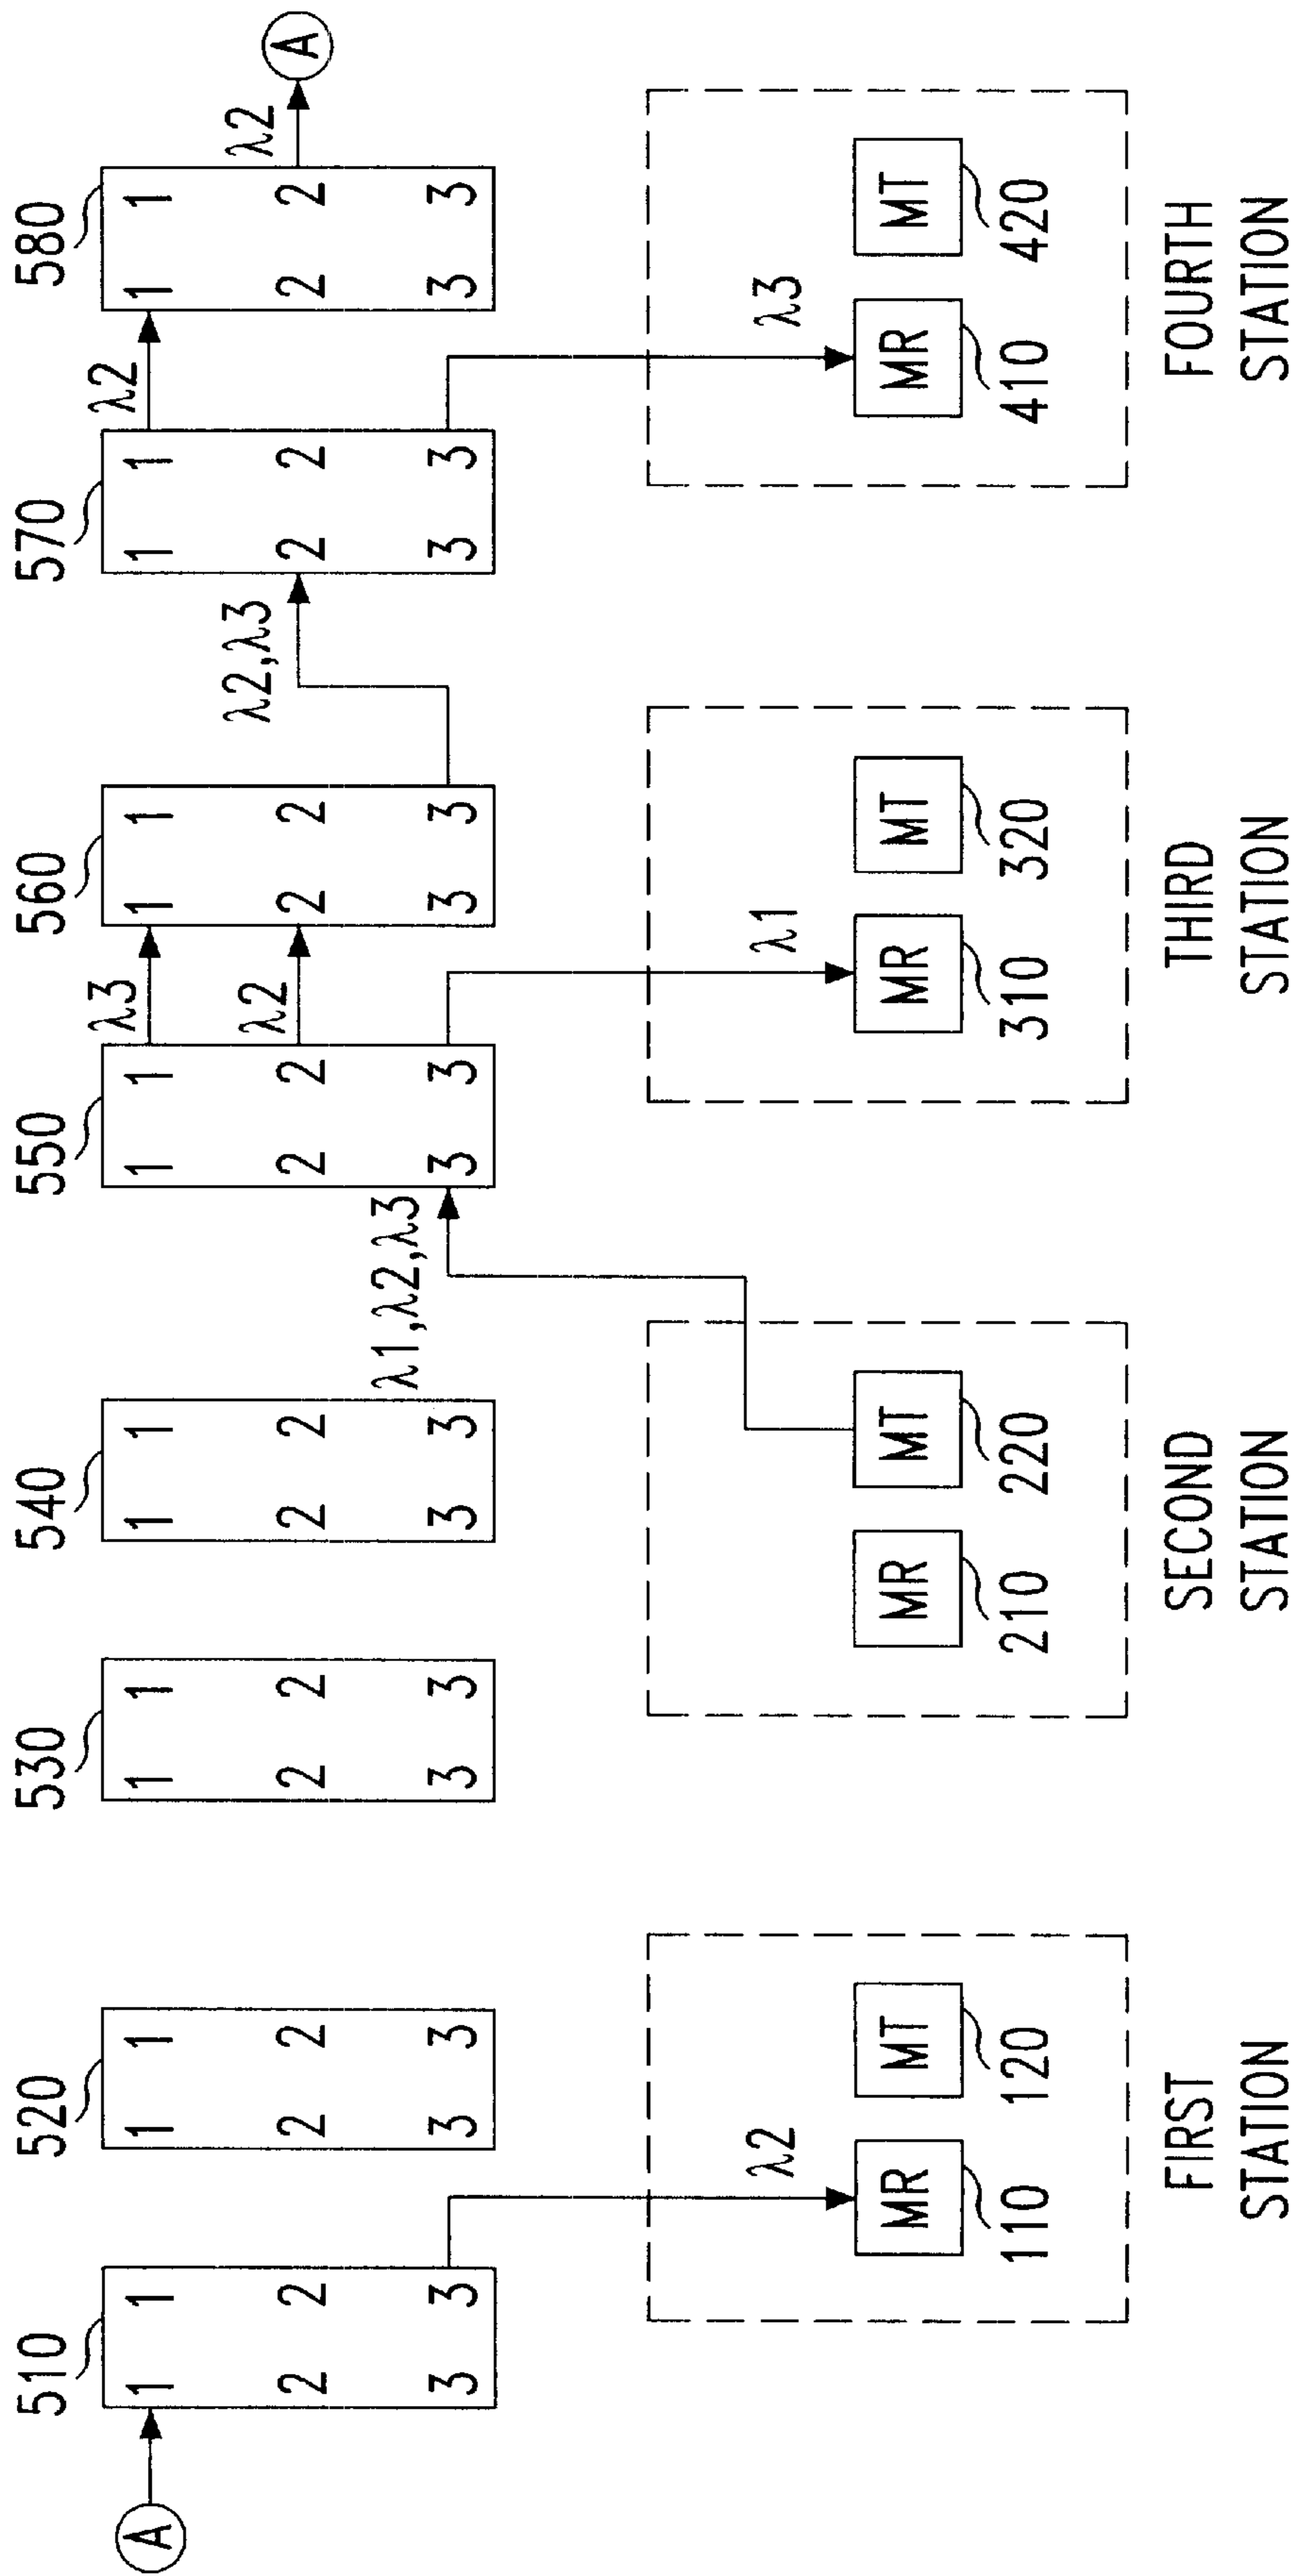 510 520 530 540 550 560 570 580
A 1 1 1 1 1 1 1 1 λ3 1 1 λ2 1 1 λ2 1 1
2 2 2 2 2 2 2 2 2 2 λ2 2 2 λ2,λ3 2 2 2 2 λ2 A
3 3 3 3 3 3 3 3 λ1,λ2,λ3 3 3 3 3 3 3 3 3
λ2 λ1 λ3
MR MT MR MT MR MT MR MT
110 120 210 220 310 320 410 420
FIRST SECOND THIRD FOURTH
STATION STATION STATION STATION